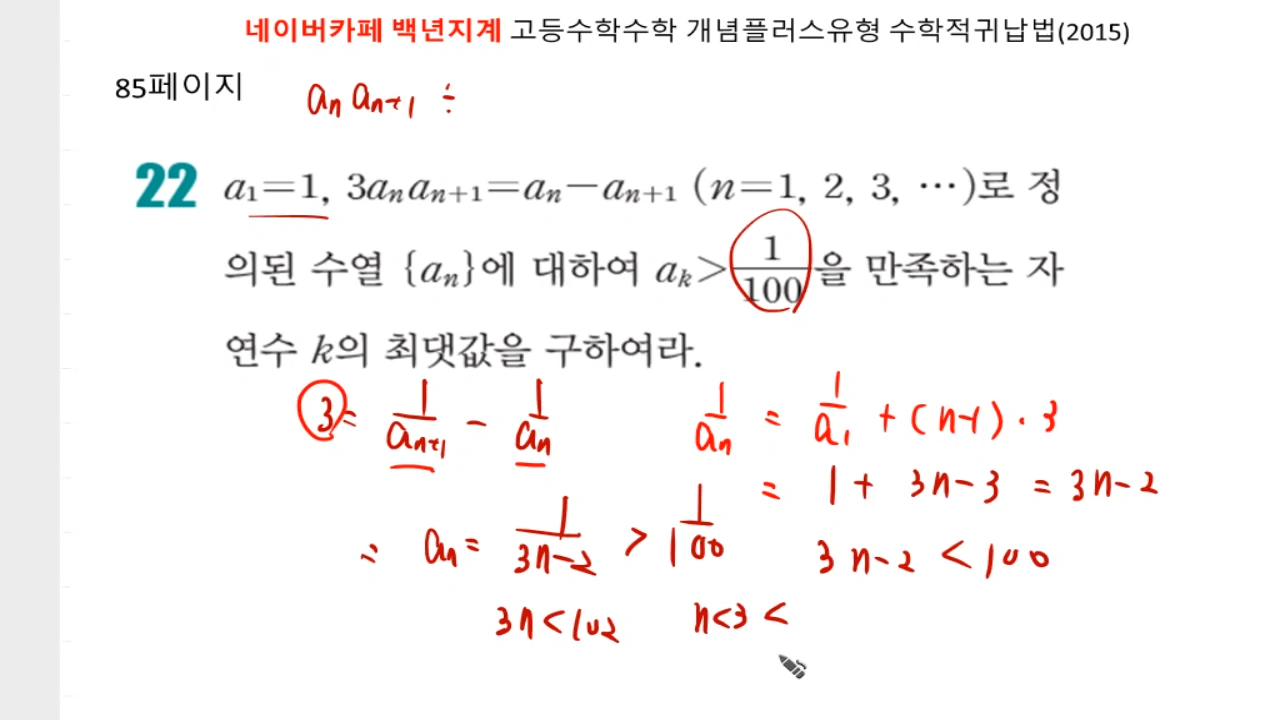 네이버카페 백년지계 고등수학수학 개념플러스유형 수학적귀납법(2015)
85페이지
aₙ aₙ₊₁ ÷
22 a₁=1, 3aₙaₙ₊₁=aₙ−aₙ₊₁ (n=1, 2, 3, ⋯)로 정
의된 수열 {aₙ}에 대하여 aₖ>1/100을 만족하는 자
연수 k의 최댓값을 구하여라.
3 = 1/aₙ₊₁ − 1/aₙ
1/aₙ = 1/a₁ + (n−1)·3
= 1 + 3n−3 = 3n−2
= aₙ = 1/(3n−2) > 1/100
3n−2 < 100
3n < 102
n<3 <